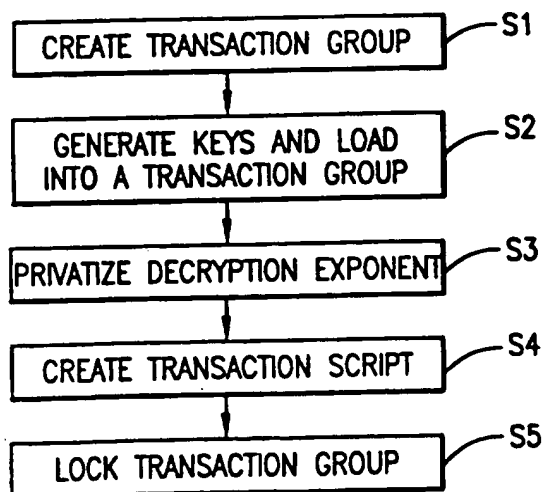 CREATE TRANSACTION GROUP
S1
GENERATE KEYS AND LOAD
INTO A TRANSACTION GROUP
S2
PRIVATIZE DECRYPTION EXPONENT
S3
CREATE TRANSACTION SCRIPT
S4
LOCK TRANSACTION GROUP
S5